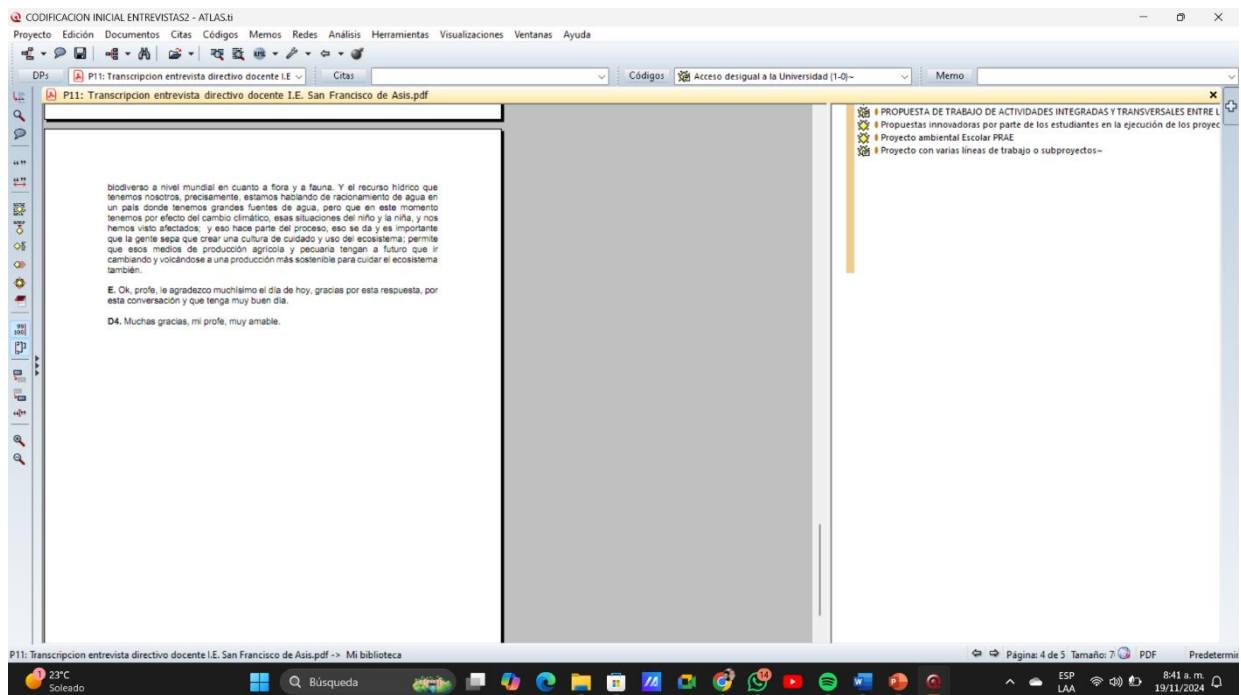 CODIFICACION INICIAL ENTREVISTAS2 - ATLAS.ti
Proyecto Edición Documentos Citas Códigos Memos Redes Análisis Herramientas Visualizaciones Ventanas Ayuda
DPs P11: Transcripcion entrevista directivo docente I.E Citas Códigos Acceso desigual a la Universidad {1-0}~ Memo
P11: Transcripcion entrevista directivo docente I.E. San Francisco de Asis.pdf
PROPUESTA DE TRABAJO DE ACTIVIDADES INTEGRADAS Y TRANSVERSALES ENTRE L
Propuestas innovadoras por parte de los estudiantes en la ejecución de los proyec
Proyecto ambiental Escolar PRAE
Proyecto con varias líneas de trabajo o subproyectos~
biodiverso a nivel mundial en cuanto a flora y a fauna. Y el recurso hídrico que
tenemos nosotros, precisamente, estamos hablando de racionamiento de agua en
un país donde tenemos grandes fuentes de agua, pero que en este momento
tenemos por efecto del cambio climático, esas situaciones del niño y la niña, y nos
hemos visto afectados; y eso hace parte del proceso, eso se da y es importante
que la gente sepa que crear una cultura de cuidado y uso del ecosistema; permite
que esos medios de producción agrícola y pecuaria tengan a futuro que ir
cambiando y volcándose a una producción más sostenible para cuidar el ecosistema
también.
E. Ok, profe, le agradezco muchísimo el día de hoy, gracias por esta respuesta, por
esta conversación y que tenga muy buen día.
D4. Muchas gracias, mi profe, muy amable.
P11: Transcripcion entrevista directivo docente I.E. San Francisco de Asis.pdf -> Mi biblioteca
Página: 4 de 5 Tamaño: 7 PDF Predetermi
1 23°C
Soleado
Búsqueda
14
ESP
LAA
8:41 a. m.
19/11/2024